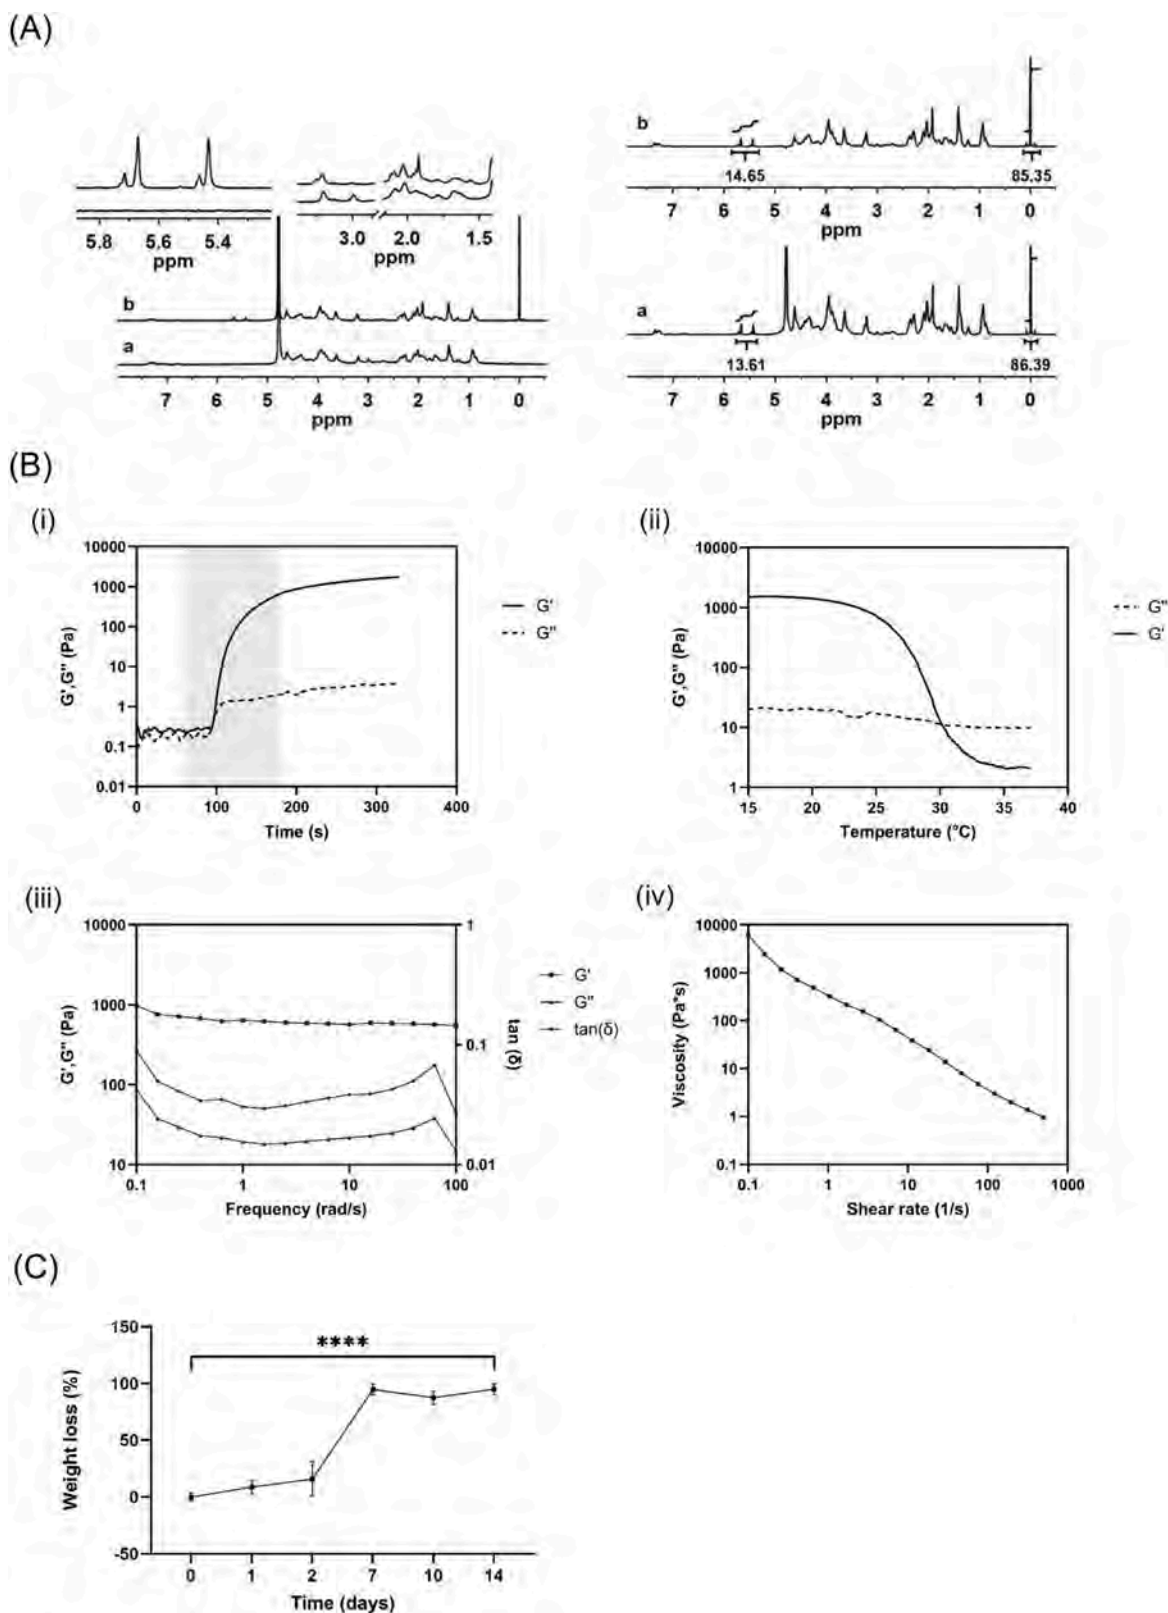 (A)
5.8 5.6 5.4
ppm
3.0 2.0 1.5
ppm
b
a
7 6 5 4 3 2 1 0
ppm
b
14.65 85.35
7 6 5 4 3 2 1 0
ppm
a
13.61 86.39
7 6 5 4 3 2 1 0
ppm
(B)
(i)
10000
1000
100
10
1
0.1
0.01
G',G'' (Pa)
0 100 200 300 400
Time (s)
G'
G''
(ii)
10000
1000
100
10
1
G',G'' (Pa)
15 20 25 30 35 40
Temperature (°C)
G''
G'
(iii)
10000
1000
100
10
G',G'' (Pa)
0.1 1 10 100
Frequency (rad/s)
1
0.1
0.01
tan (δ)
G'
G''
tan(δ)
(iv)
10000
1000
100
10
1
0.1
Viscosity (Pa*s)
0.1 1 10 100 1000
Shear rate (1/s)
(C)
150
100
50
0
-50
Weight loss (%)
****
0 1 2 7 10 14
Time (days)